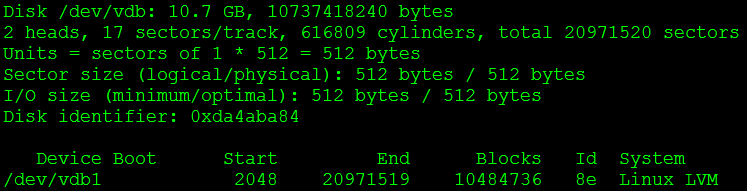 Disk /dev/vdb: 10.7 GB, 10737418240 bytes
2 heads, 17 sectors/track, 616809 cylinders, total 20971520 sectors
Units = sectors of 1 * 512 = 512 bytes
Sector size (logical/physical): 512 bytes / 512 bytes
I/O size (minimum/optimal): 512 bytes / 512 bytes
Disk identifier: 0xda4aba84
Device Boot Start End Blocks Id System
/dev/vdb1 2048 20971519 10484736 8e Linux LVM